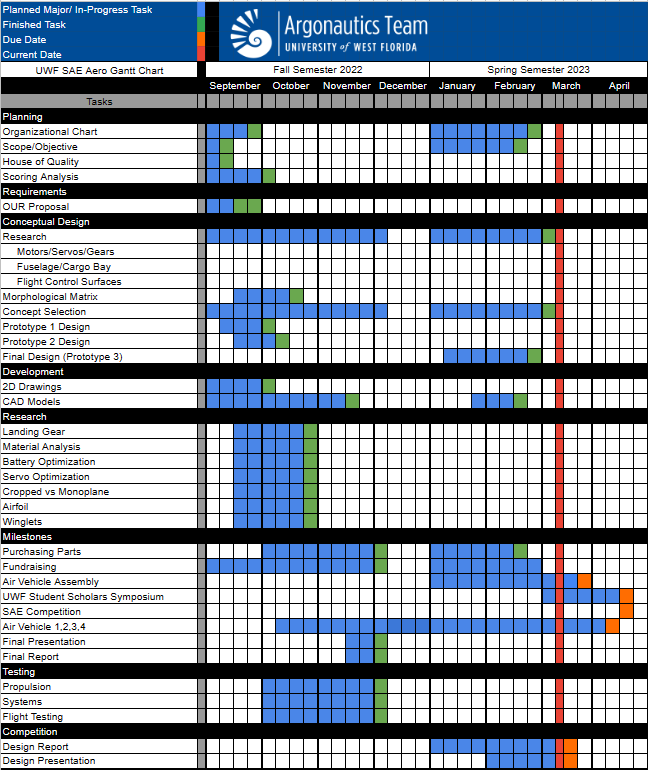 Planned Major/ In-Progress Task
Finished Task
Due Date
Current Date
Argonautics Team
UNIVERSITY of WEST FLORIDA
UWF SAE Aero Gantt Chart
Fall Semester 2022
Spring Semester 2023
September October November December January February March April
Tasks
Planning
Organizational Chart
Scope/Objective
House of Quality
Scoring Analysis
Requirements
OUR Proposal
Conceptual Design
Research
Motors/Servos/Gears
Fuselage/Cargo Bay
Flight Control Surfaces
Morphological Matrix
Concept Selection
Prototype 1 Design
Prototype 2 Design
Final Design (Prototype 3)
Development
2D Drawings
CAD Models
Research
Landing Gear
Material Analysis
Battery Optimization
Servo Optimization
Cropped vs Monoplane
Airfoil
Winglets
Milestones
Purchasing Parts
Fundraising
Air Vehicle Assembly
UWF Student Scholars Symposium
SAE Competition
Air Vehicle 1,2,3,4
Final Presentation
Final Report
Testing
Propulsion
Systems
Flight Testing
Competition
Design Report
Design Presentation